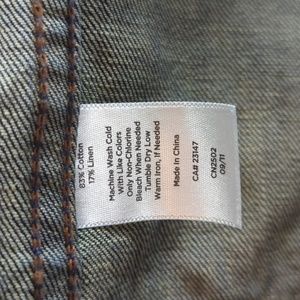 83% Cotton
17% Linen
Machine Wash Cold
With Like Colors
Only Non-Chlorine
Bleach When Needed
Tumble Dry Low
Warm Iron, If Needed
Made In China
CA# 23147
CN2502
09/11